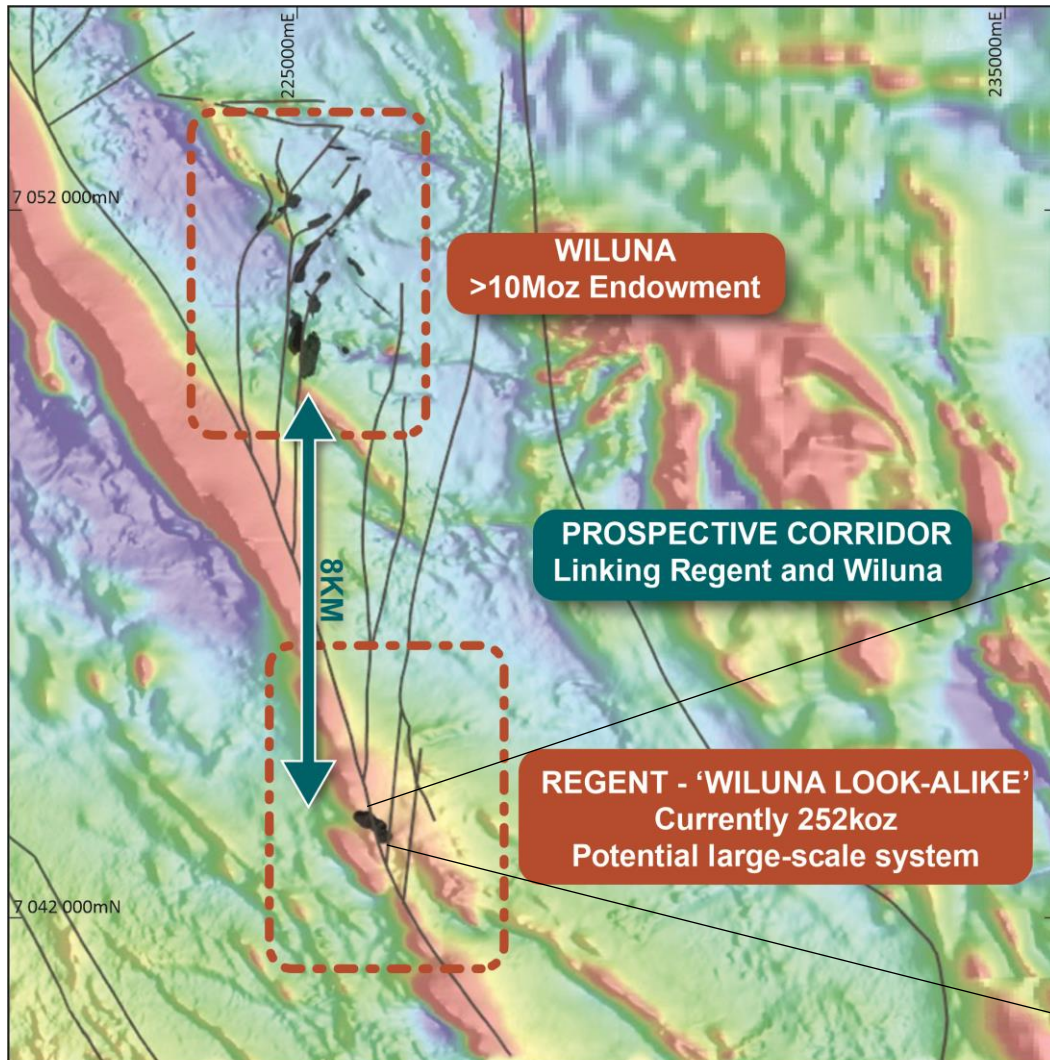 225000mE
235000mE
7 052 000mN
WILUNA
>10Moz Endowment
PROSPECTIVE CORRIDOR
Linking Regent and Wiluna
8KM
REGENT - ‘WILUNA LOOK-ALIKE’
Currently 252koz
Potential large-scale system
7 042 000mN